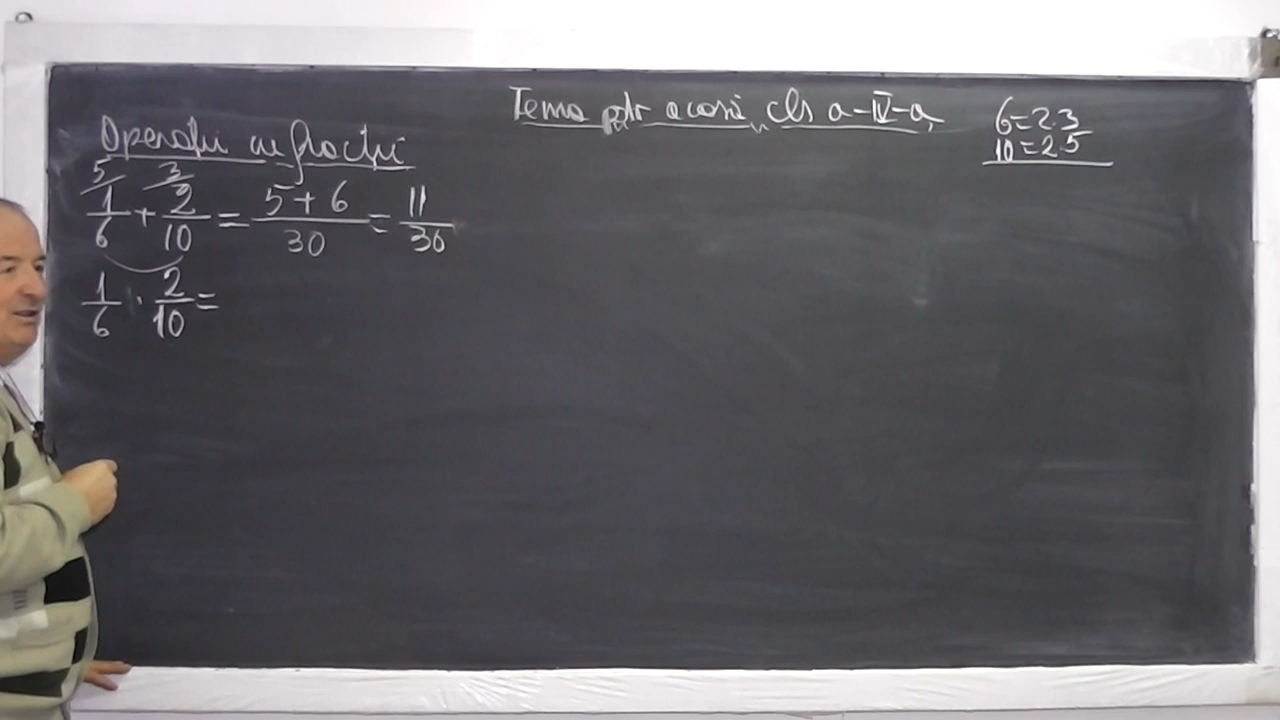 Tema ptr acasă, cls a-IV-a,
6=2.3
10=2.5
Operații cu fracții
5 3
1/6 + 2/10 = 5+6/30 = 11/30
1/6 · 2/10 =